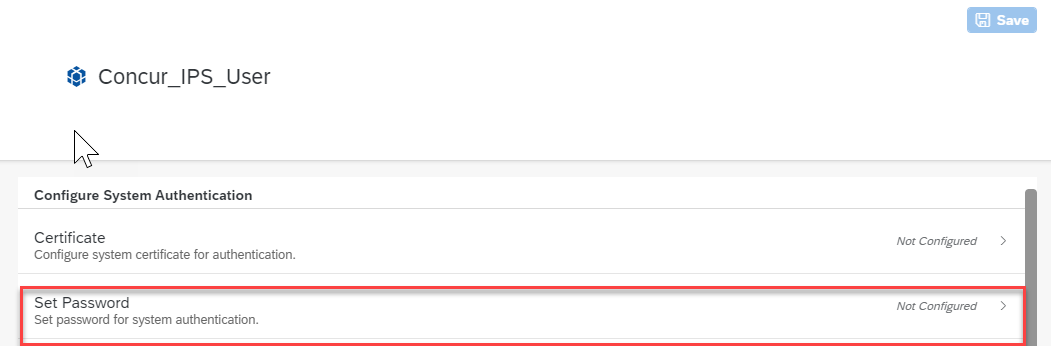 Save
Concur_IPS_User
Configure System Authentication
Certificate
Configure system certificate for authentication.
Not Configured
Set Password
Set password for system authentication.
Not Configured